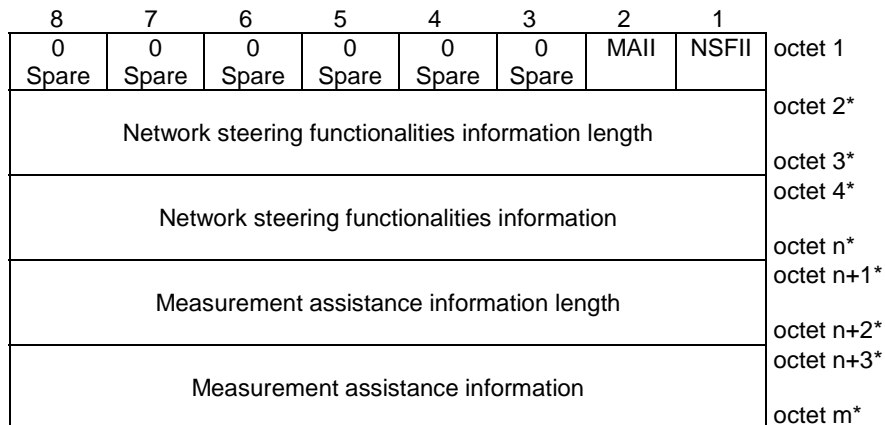 8 7 6 5 4 3 2 1
0 0 0 0 0 0 MAII NSFII octet 1
Spare Spare Spare Spare Spare Spare
octet 2*
Network steering functionalities information length
octet 3*
octet 4*
Network steering functionalities information
octet n*
octet n+1*
Measurement assistance information length
octet n+2*
octet n+3*
Measurement assistance information
octet m*